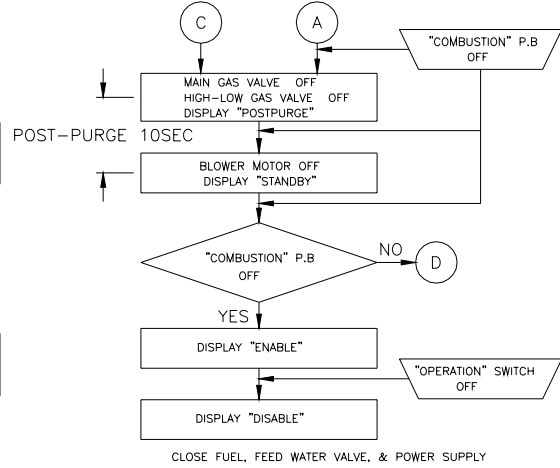 C
A
"COMBUSTION" P.B
OFF
MAIN GAS VALVE OFF
HIGH-LOW GAS VALVE OFF
DISPLAY "POSTPURGE"
POST-PURGE 10SEC
BLOWER MOTOR OFF
DISPLAY "STANDBY"
"COMBUSTION" P.B
OFF
NO
D
YES
DISPLAY "ENABLE"
"OPERATION" SWITCH
OFF
DISPLAY "DISABLE"
CLOSE FUEL, FEED WATER VALVE, & POWER SUPPLY